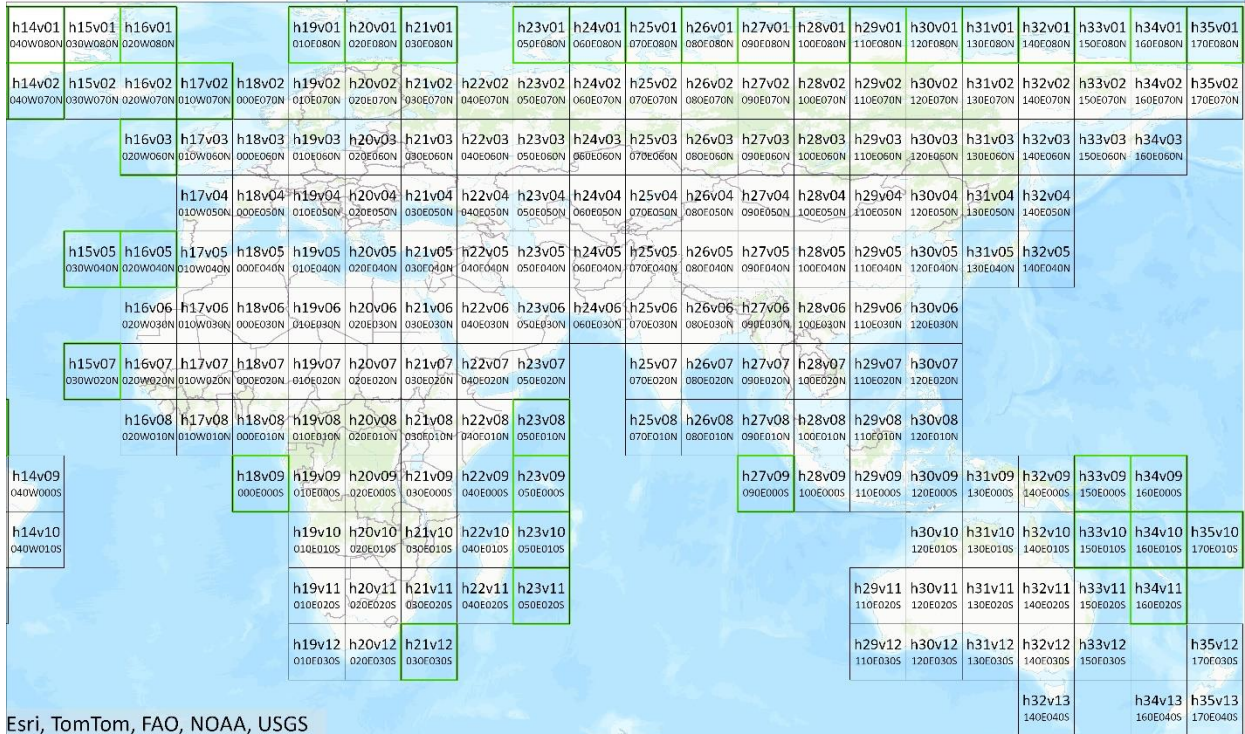 h14v01 h15v01 h16v01 h19v01 h20v01 h21v01 h23v01 h24v01 h25v01 h26v01 h27v01 h28v01 h29v01 h30v01 h31v01 h32v01 h33v01 h34v01 h35v01
040W080N 030W080N 020W080N 010E080N 020E080N 030E080N 050E080N 060E080N 070E080N 080E080N 090E080N 100E080N 110E080N 120E080N 130E080N 140E080N 150E080N 160E080N 170E080N
h14v02 h15v02 h16v02 h17v02 h18v02 h19v02 h20v02 h21v02 h22v02 h23v02 h24v02 h25v02 h26v02 h27v02 h28v02 h29v02 h30v02 h31v02 h32v02 h33v02 h34v02 h35v02
040W070N 030W070N 020W070N 010W070N 000E070N 010E070N 020E070N 030E070N 040E070N 050E070N 060E070N 070E070N 080E070N 090E070N 100E070N 110E070N 120E070N 130E070N 140E070N 150E070N 160E070N 170E070N
h16v03 h17v03 h18v03 h19v03 h20v03 h21v03 h22v03 h23v03 h24v03 h25v03 h26v03 h27v03 h28v03 h29v03 h30v03 h31v03 h32v03 h33v03 h34v03
020W060N 010W060N 000E060N 010E060N 020E060N 030E060N 040E060N 050E060N 060E060N 070E060N 080E060N 090E060N 100E060N 110E060N 120E060N 130E060N 140E060N 150E060N 160E060N
h17v04 h18v04 h19v04 h20v04 h21v04 h22v04 h23v04 h24v04 h25v04 h26v04 h27v04 h28v04 h29v04 h30v04 h31v04 h32v04
010W050N 000E050N 010E050N 020E050N 030E050N 040E050N 050E050N 060E050N 070E050N 080E050N 090E050N 100E050N 110E050N 120E050N 130E050N 140E050N
h15v05 h16v05 h17v05 h18v05 h19v05 h20v05 h21v05 h22v05 h23v05 h24v05 h25v05 h26v05 h27v05 h28v05 h29v05 h30v05 h31v05 h32v05
030W040N 020W040N 010W040N 000E040N 010E040N 020E040N 030E040N 040E040N 050E040N 060E040N 070E040N 080E040N 090E040N 100E040N 110E040N 120E040N 130E040N 140E040N
h16v06 h17v06 h18v06 h19v06 h20v06 h21v06 h22v06 h23v06 h24v06 h25v06 h26v06 h27v06 h28v06 h29v06 h30v06
020W030N 010W030N 000E030N 010E030N 020E030N 030E030N 040E030N 050E030N 060E030N 070E030N 080E030N 090E030N 100E030N 110E030N 120E030N
h15v07 h16v07 h17v07 h18v07 h19v07 h20v07 h21v07 h22v07 h23v07 h25v07 h26v07 h27v07 h28v07 h29v07 h30v07
030W020N 020W020N 010W020N 000E020N 010E020N 020E020N 030E020N 040E020N 050E020N 070E020N 080E020N 090E020N 100E020N 110E020N 120E020N
h16v08 h17v08 h18v08 h19v08 h20v08 h21v08 h22v08 h23v08 h25v08 h26v08 h27v08 h28v08 h29v08 h30v08
020W010N 010W010N 000E010N 010E010N 020E010N 030E010N 040E010N 050E010N 070E010N 080E010N 090E010N 100E010N 110E010N 120E010N
h14v09 h18v09 h19v09 h20v09 h21v09 h22v09 h23v09 h27v09 h28v09 h29v09 h30v09 h31v09 h32v09 h33v09 h34v09
040W000S 000E000S 010E000S 020E000S 030E000S 040E000S 050E000S 090E000S 100E000S 110E000S 120E000S 130E000S 140E000S 150E000S 160E000S
h14v10 h19v10 h20v10 h21v10 h22v10 h23v10 h30v10 h31v10 h32v10 h33v10 h34v10 h35v10
040W010S 010E010S 020E010S 030E010S 040E010S 050E010S 120E010S 130E010S 140E010S 150E010S 160E010S 170E010S
h19v11 h20v11 h21v11 h22v11 h23v11 h29v11 h30v11 h31v11 h32v11 h33v11 h34v11
010E020S 020E020S 030E020S 040E020S 050E020S 110E020S 120E020S 130E020S 140E020S 150E020S 160E020S
h19v12 h20v12 h21v12 h29v12 h30v12 h31v12 h32v12 h33v12 h35v12
010E030S 020E030S 030E030S 110E030S 120E030S 130E030S 140E030S 150E030S 170E030S
h32v13 h34v13 h35v13
140E040S 160E040S 170E040S
Esri, TomTom, FAO, NOAA, USGS